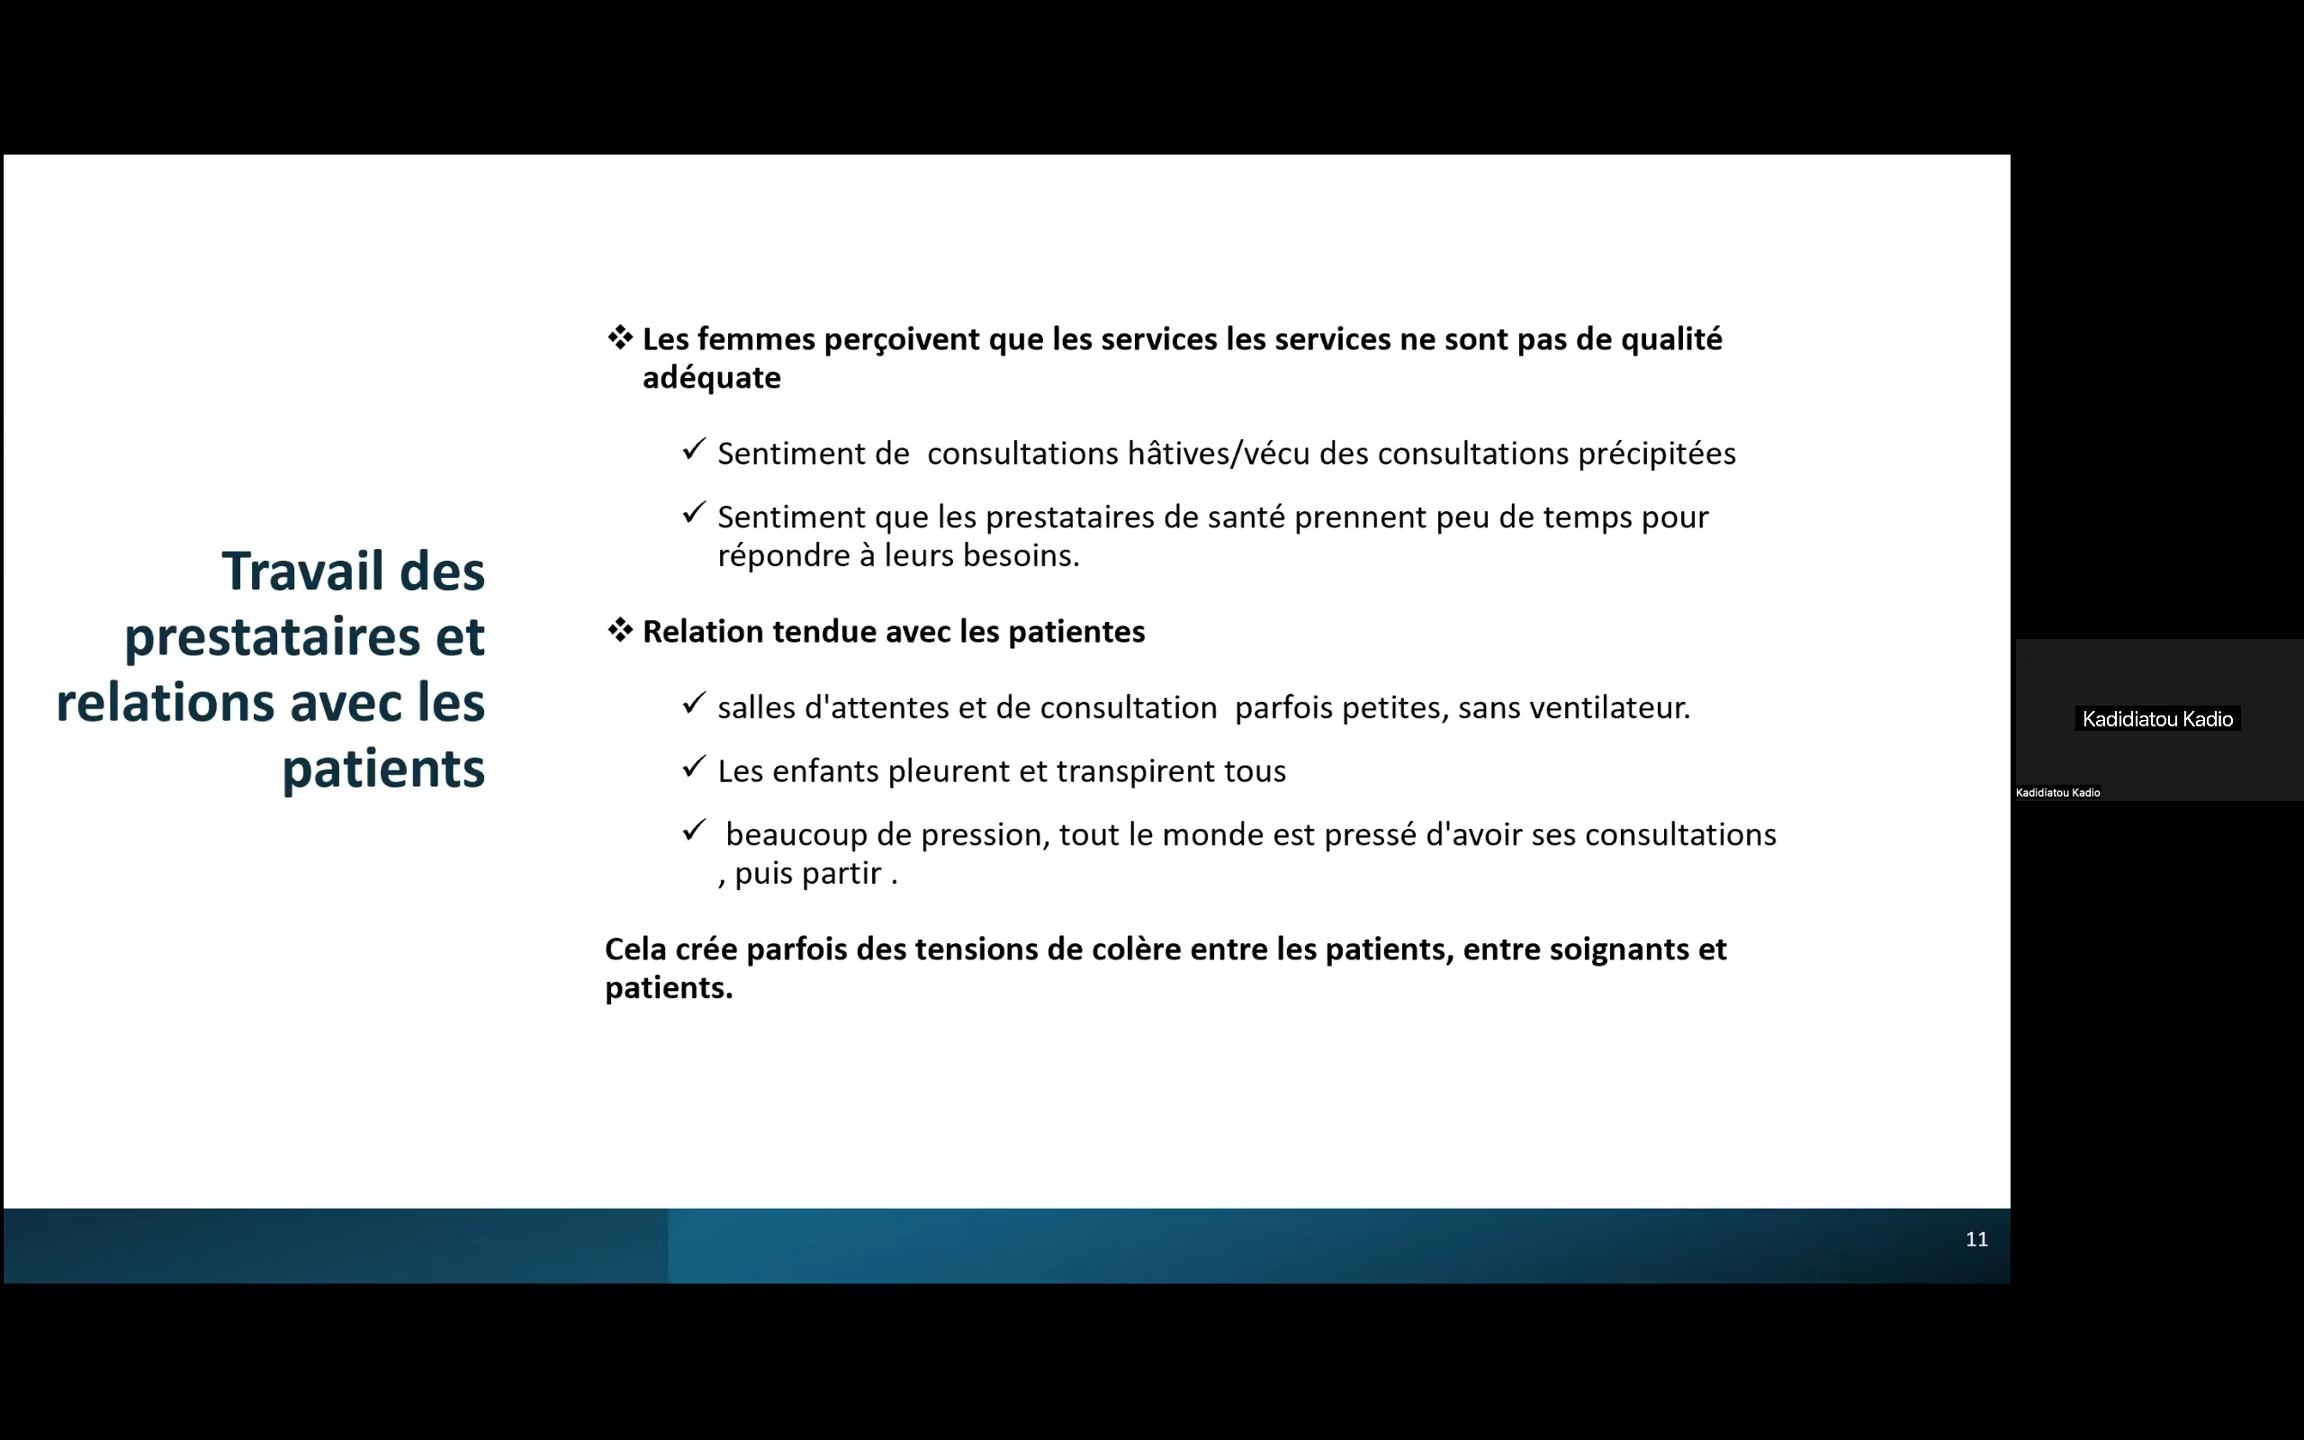 Travail des
prestataires et
relations avec les
patients
❖ Les femmes perçoivent que les services les services ne sont pas de qualité
adéquate
✓ Sentiment de  consultations hâtives/vécu des consultations précipitées
✓ Sentiment que les prestataires de santé prennent peu de temps pour
répondre à leurs besoins.
❖ Relation tendue avec les patientes
✓ salles d'attentes et de consultation  parfois petites, sans ventilateur.
✓ Les enfants pleurent et transpirent tous
✓ beaucoup de pression, tout le monde est pressé d'avoir ses consultations
, puis partir .
Cela crée parfois des tensions de colère entre les patients, entre soignants et
patients.
11
Kadidiatou Kadio
Kadidiatou Kadio